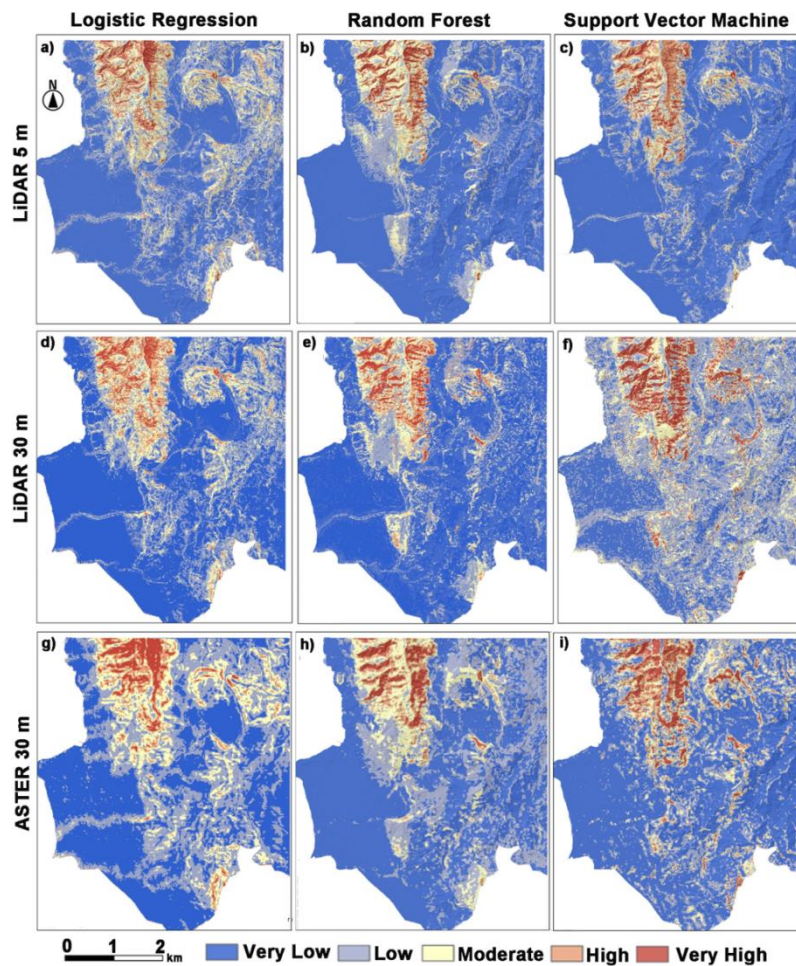 Logistic Regression Random Forest Support Vector Machine
a) b) c)
N
LiDAR 5 m
d) e) f)
LiDAR 30 m
g) h) i)
ASTER 30 m
0 1 2
km
Very Low Low Moderate High Very High